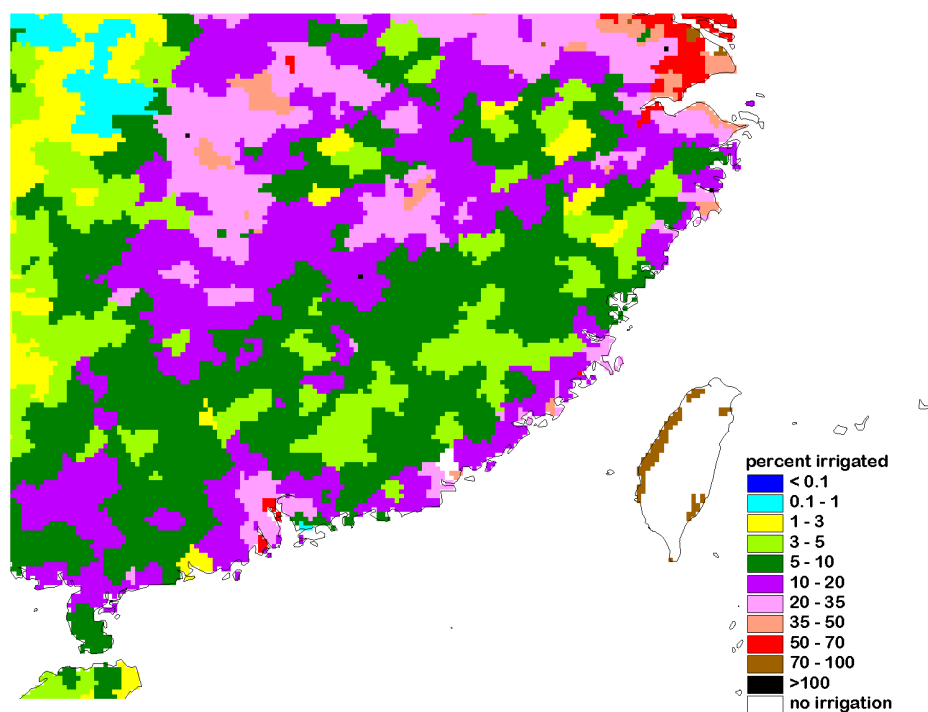 percent irrigated
< 0.1
0.1 - 1
1 - 3
3 - 5
5 - 10
10 - 20
20 - 35
35 - 50
50 - 70
70 - 100
>100
no irrigation